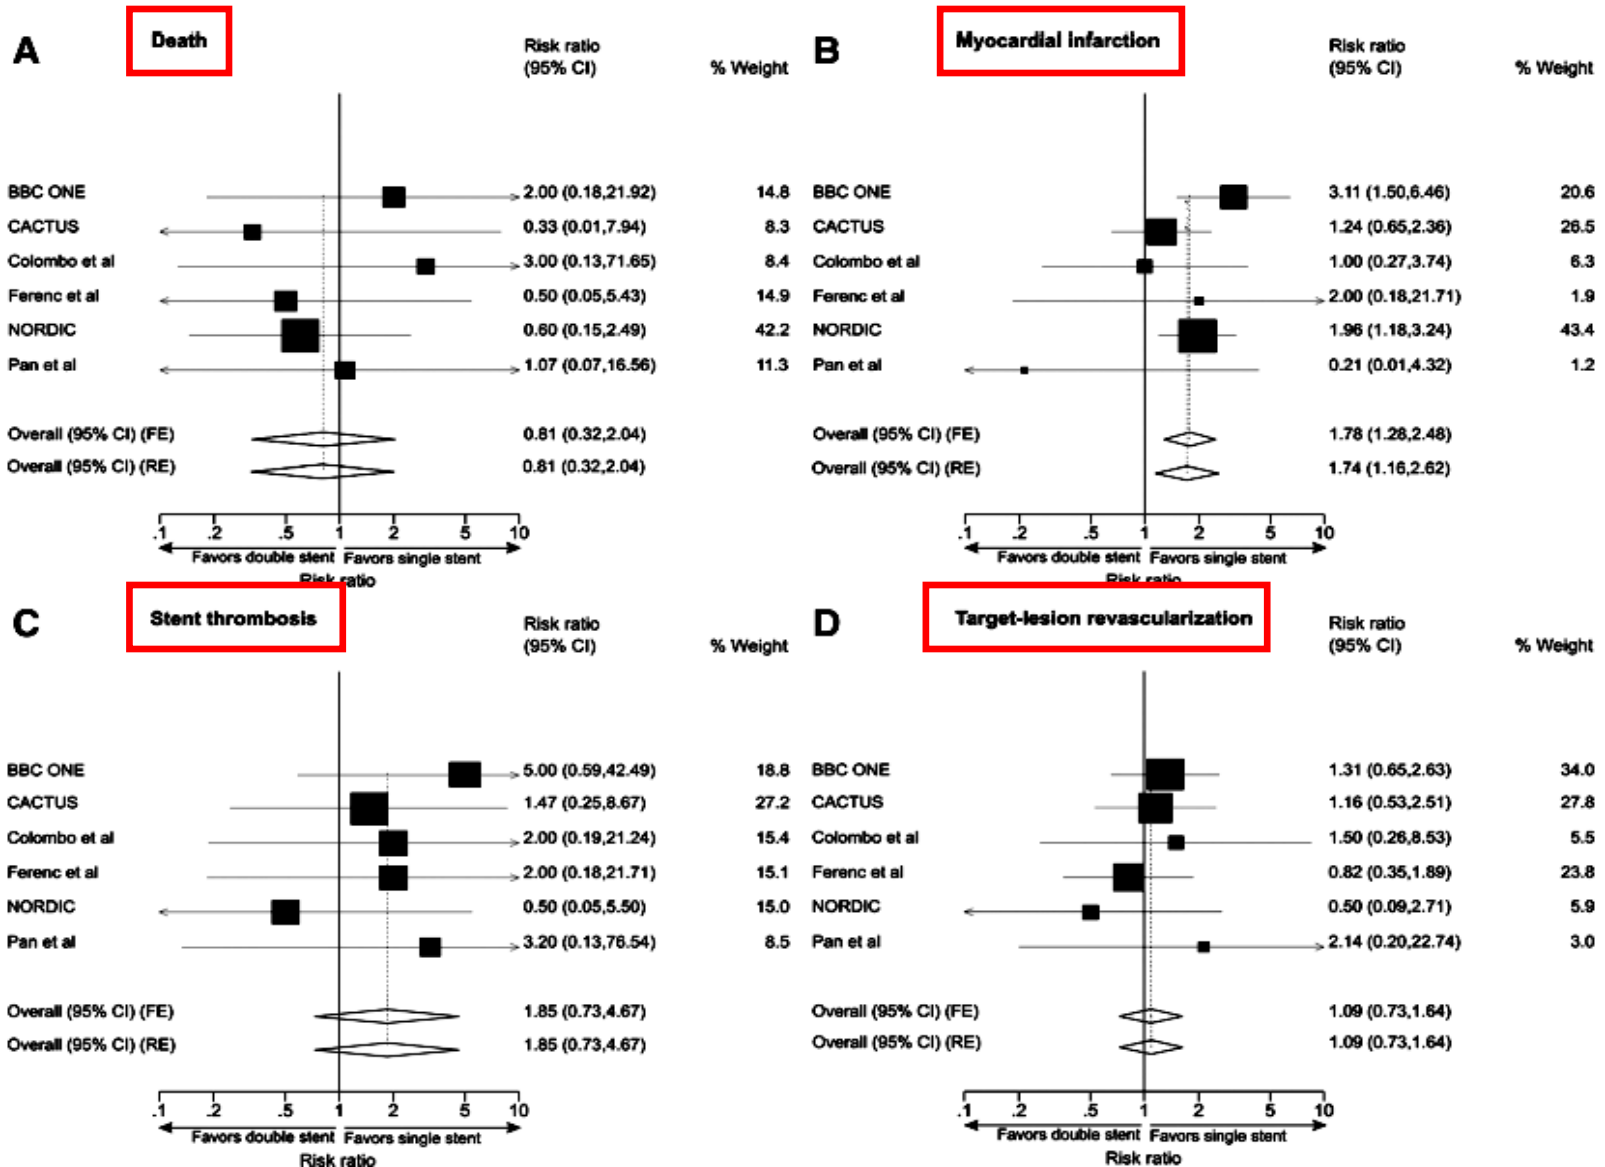 A Death Risk ratio
(95% CI) % Weight
BBC ONE 2.00 (0.18,21.92) 14.8
CACTUS 0.33 (0.01,7.94) 8.3
Colombo et al 3.00 (0.13,71.65) 8.4
Ferenc et al 0.50 (0.05,5.43) 14.9
NORDIC 0.60 (0.15,2.49) 42.2
Pan et al 1.07 (0.07,16.56) 11.3
Overall (95% CI) (FE) 0.81 (0.32,2.04)
Overall (95% CI) (RE) 0.81 (0.32,2.04)
.1 .2 .5 1 2 5 10
Favors double stent Favors single stent
Risk ratio
B Myocardial infarction Risk ratio
(95% CI) % Weight
BBC ONE 3.11 (1.50,6.46) 20.6
CACTUS 1.24 (0.65,2.36) 26.5
Colombo et al 1.00 (0.27,3.74) 6.3
Ferenc et al 2.00 (0.18,21.71) 1.9
NORDIC 1.96 (1.18,3.24) 43.4
Pan et al 0.21 (0.01,4.32) 1.2
Overall (95% CI) (FE) 1.78 (1.28,2.48)
Overall (95% CI) (RE) 1.74 (1.16,2.62)
.1 .2 .5 1 2 5 10
Favors double stent Favors single stent
Risk ratio
C Stent thrombosis Risk ratio
(95% CI) % Weight
BBC ONE 5.00 (0.59,42.49) 18.8
CACTUS 1.47 (0.25,8.67) 27.2
Colombo et al 2.00 (0.19,21.24) 15.4
Ferenc et al 2.00 (0.18,21.71) 15.1
NORDIC 0.50 (0.05,5.50) 15.0
Pan et al 3.20 (0.13,76.54) 8.5
Overall (95% CI) (FE) 1.85 (0.73,4.67)
Overall (95% CI) (RE) 1.85 (0.73,4.67)
.1 .2 .5 1 2 5 10
Favors double stent Favors single stent
Risk ratio
D Target-lesion revascularization Risk ratio
(95% CI) % Weight
BBC ONE 1.31 (0.65,2.63) 34.0
CACTUS 1.16 (0.53,2.51) 27.8
Colombo et al 1.50 (0.26,8.53) 5.5
Ferenc et al 0.82 (0.35,1.89) 23.8
NORDIC 0.50 (0.09,2.71) 5.9
Pan et al 2.14 (0.20,22.74) 3.0
Overall (95% CI) (FE) 1.09 (0.73,1.64)
Overall (95% CI) (RE) 1.09 (0.73,1.64)
.1 .2 .5 1 2 5 10
Favors double stent Favors single stent
Risk ratio